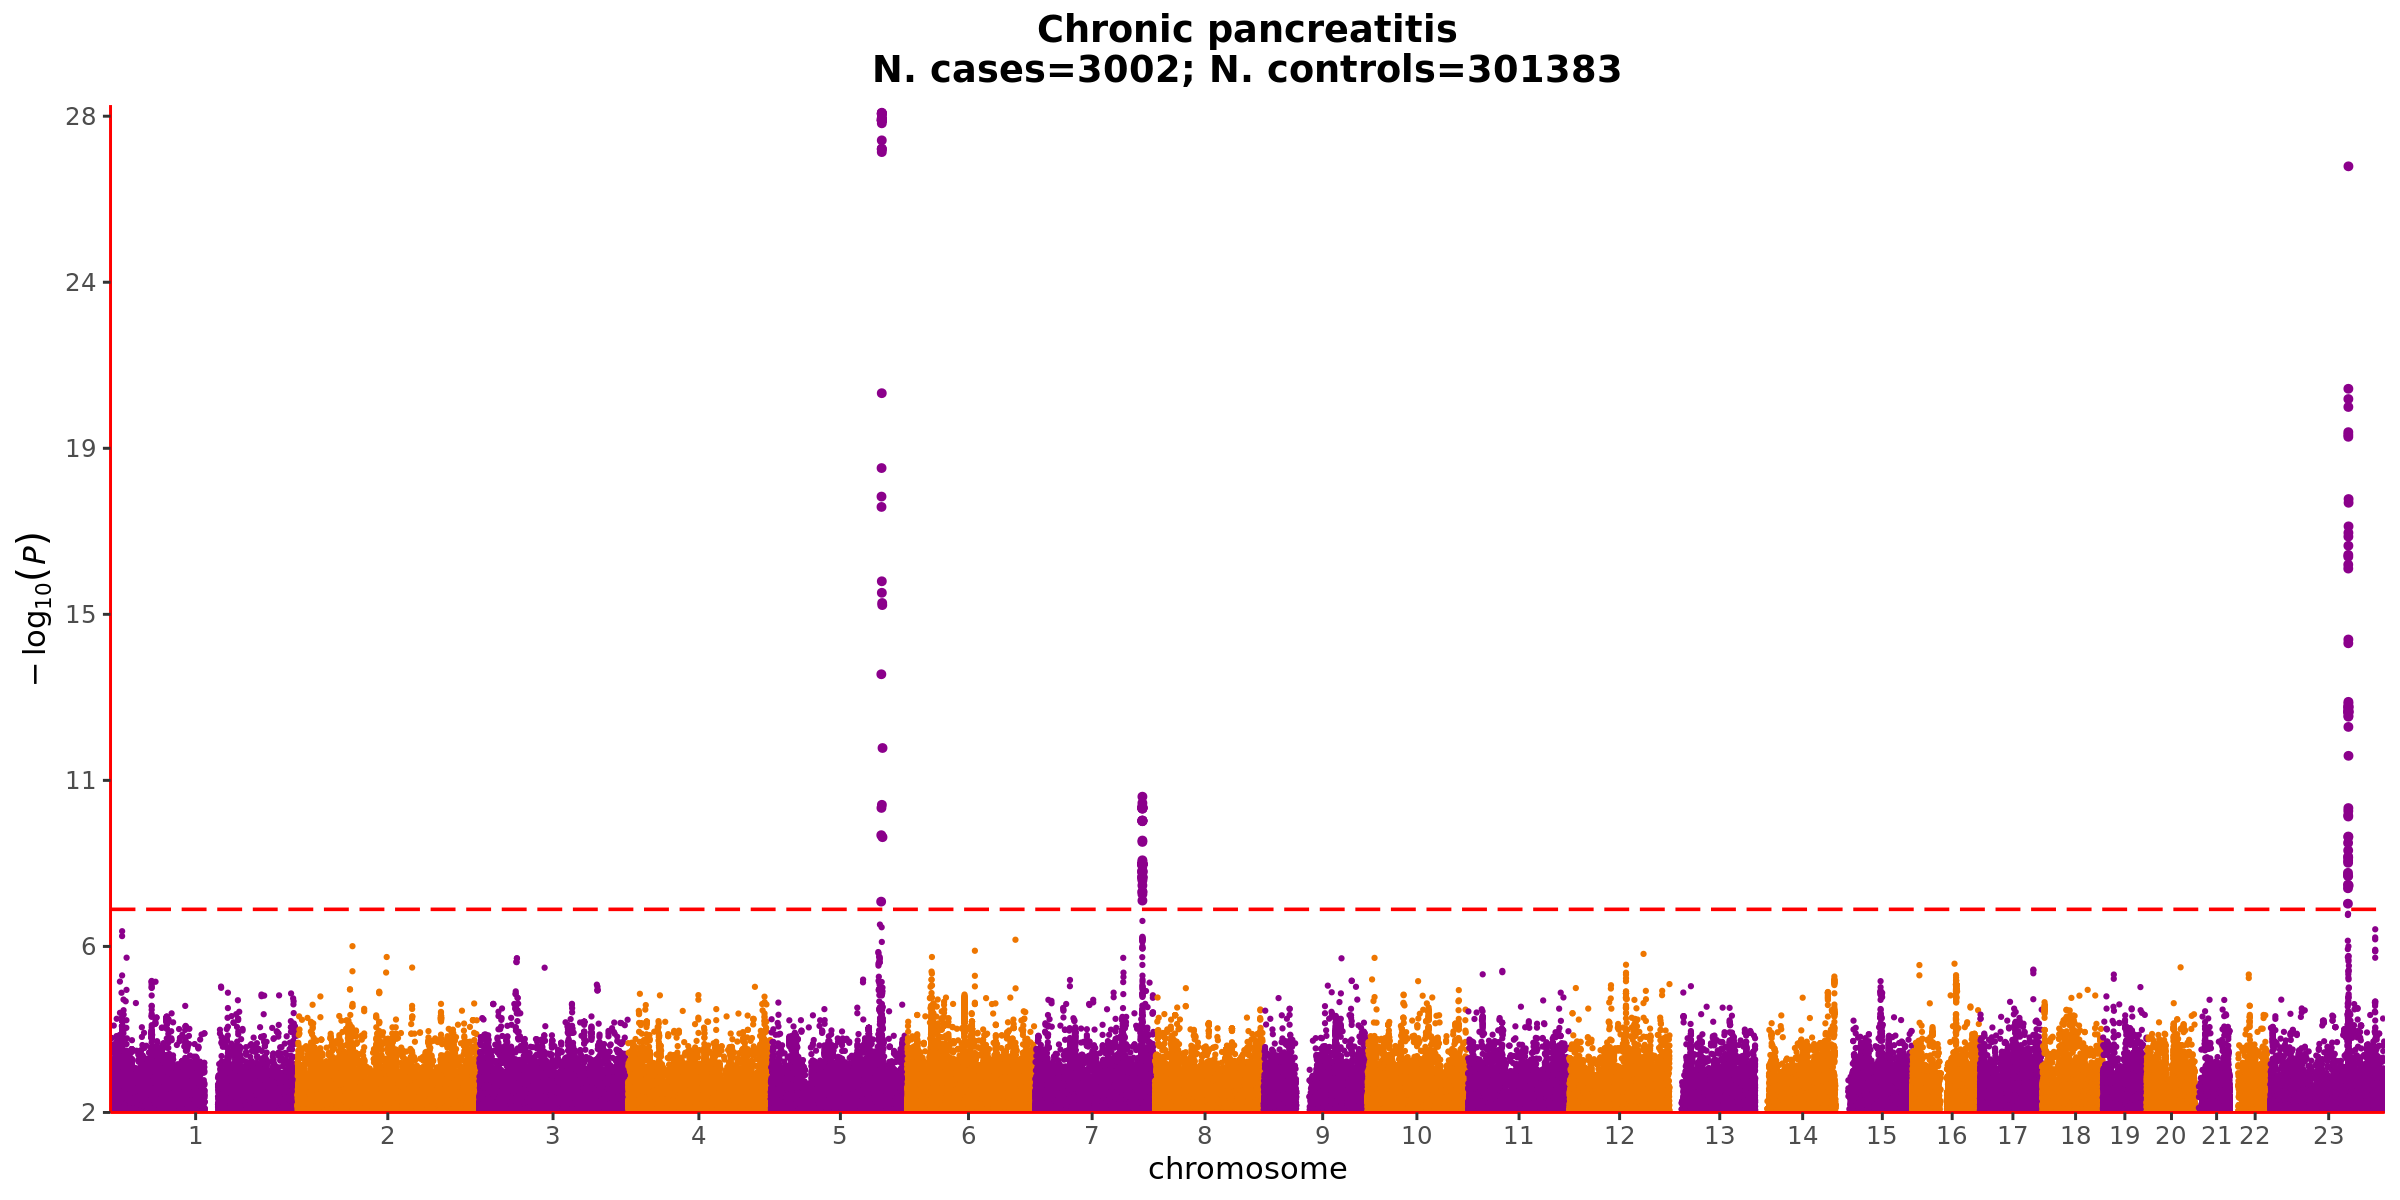 Chronic pancreatitis
N. cases=3002; N. controls=301383
28
24
19
15
11
6
2
− log10(P)
1 2 3 4 5 6 7 8 9 10 11 12 13 14 15 16 17 18 19 20 21 22 23
chromosome